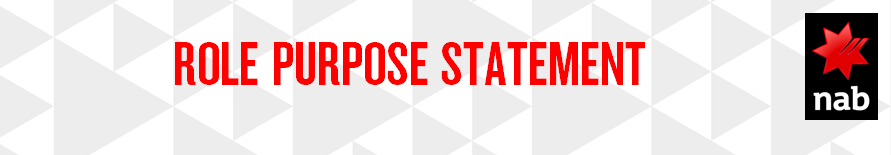 ROLE PURPOSE STATEMENT
nab